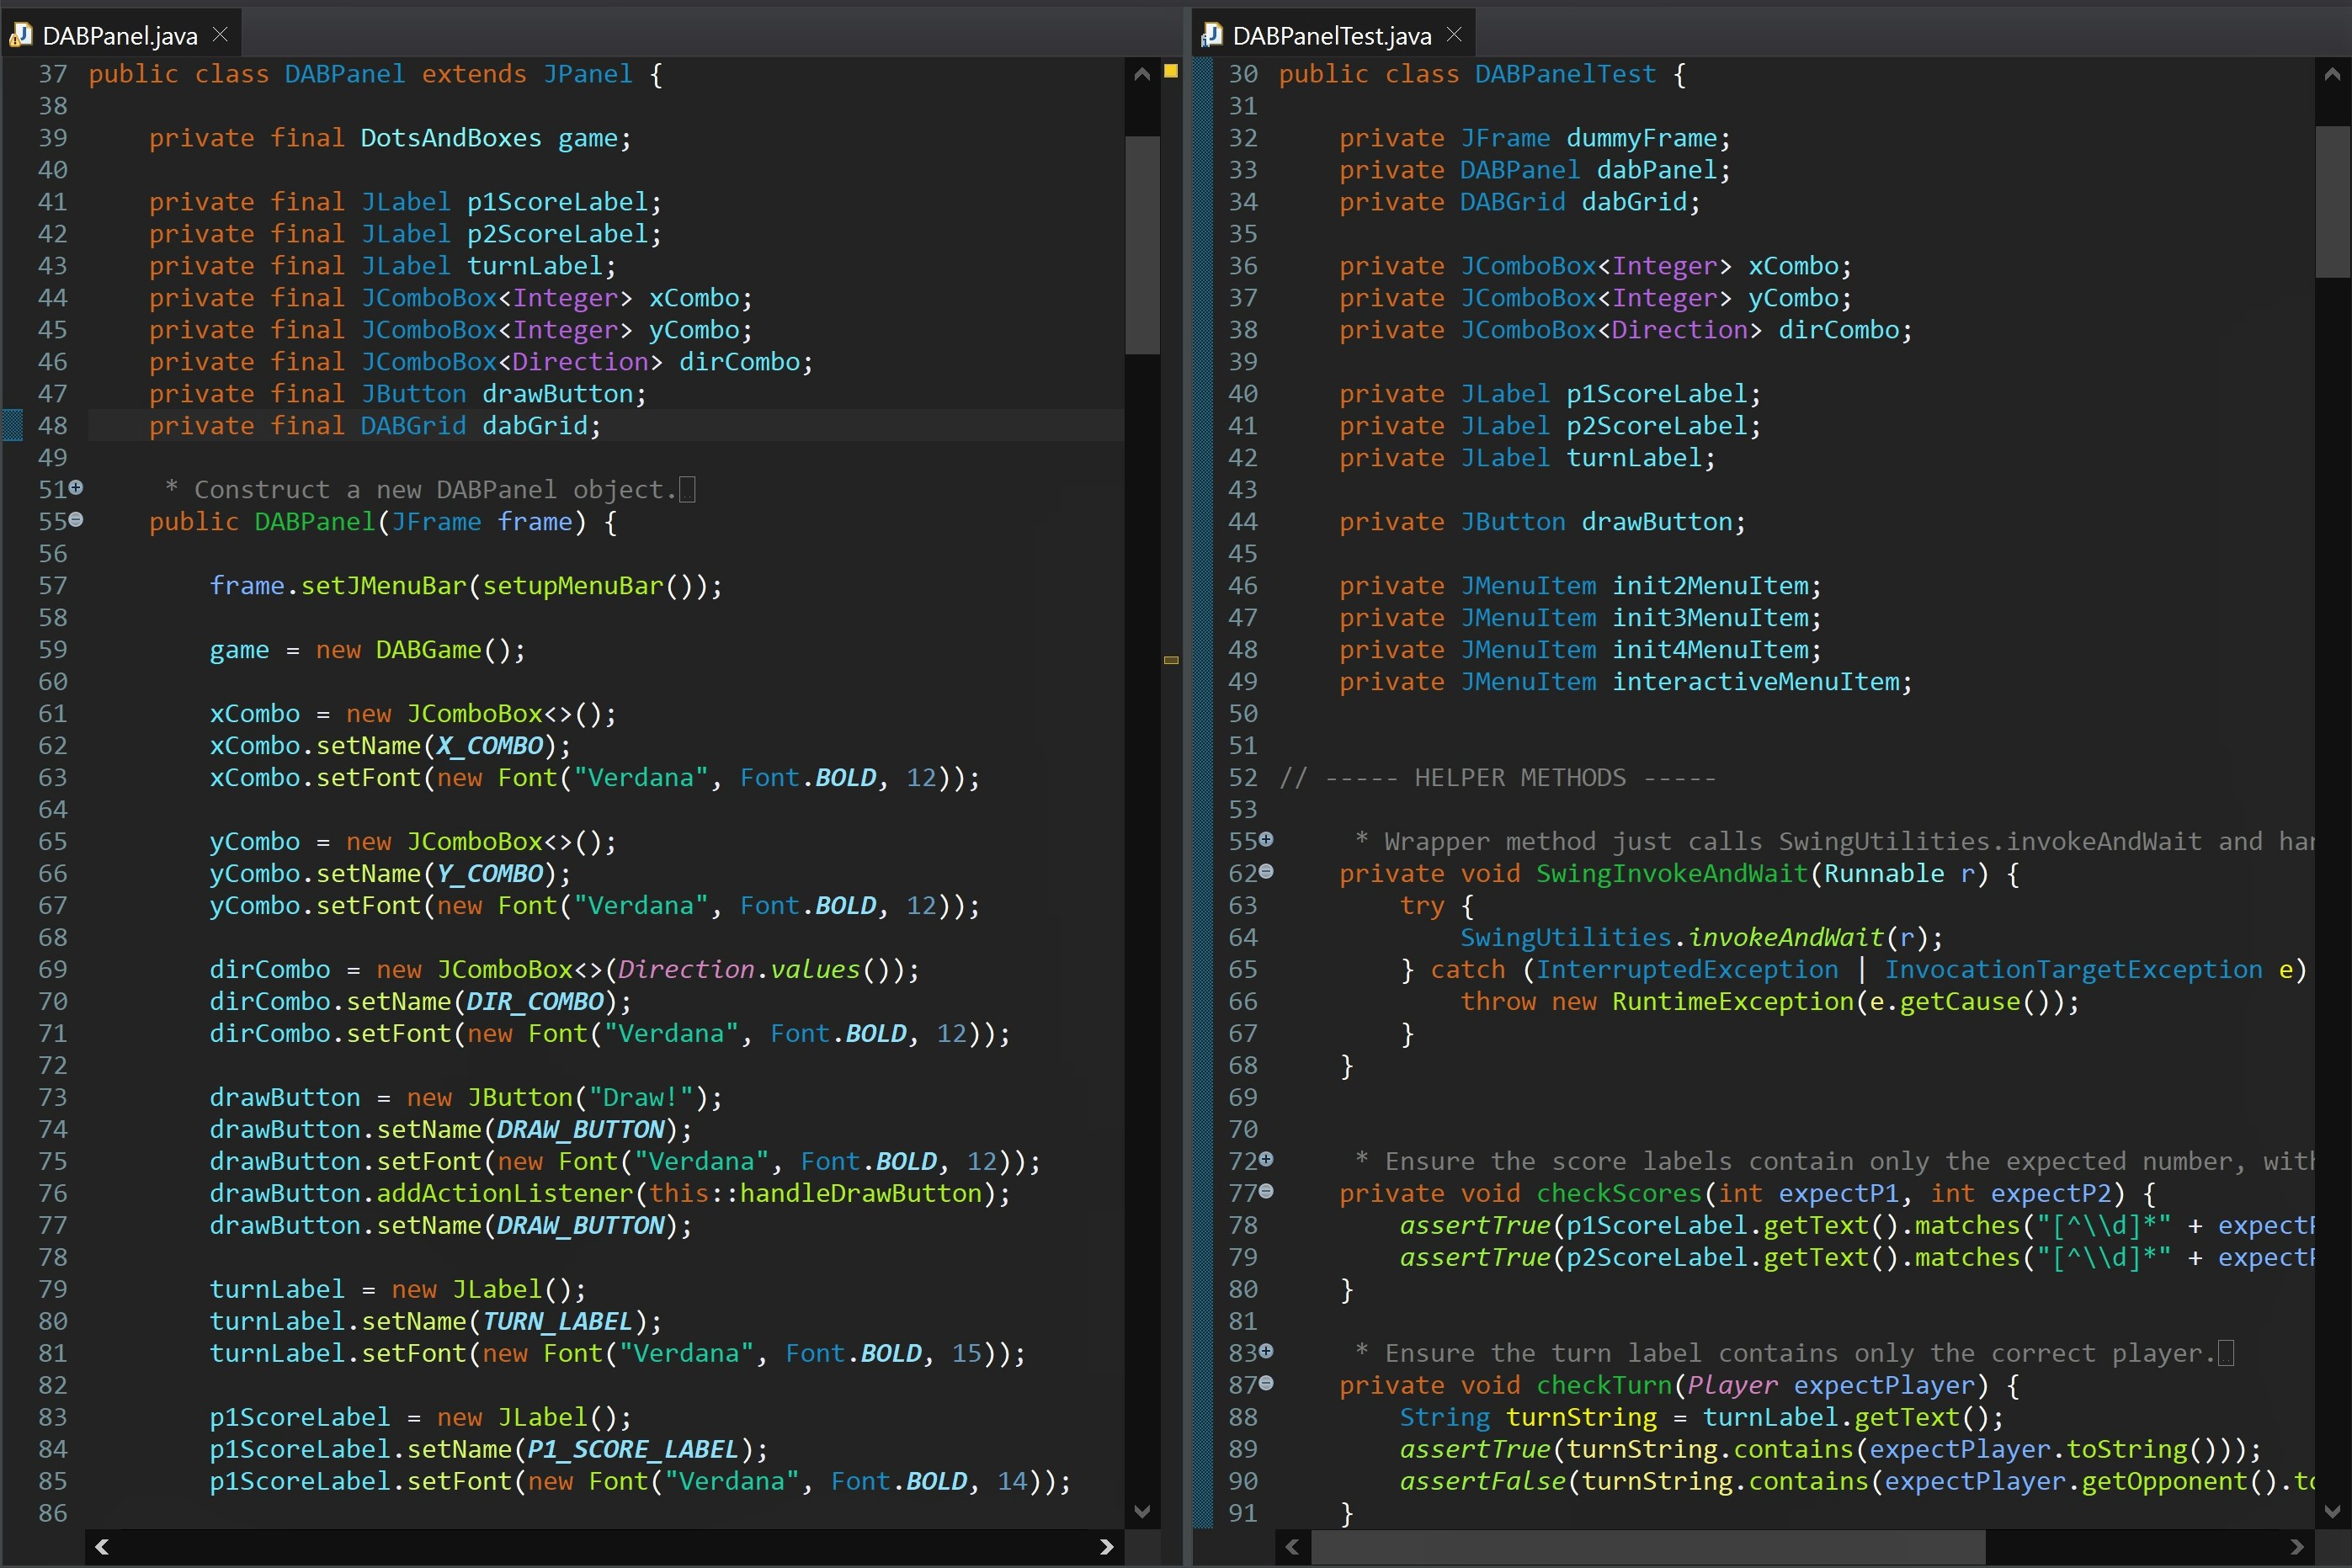 DABPanel.java
37 public class DABPanel extends JPanel {
38
39 private final DotsAndBoxes game;
40
41 private final JLabel p1ScoreLabel;
42 private final JLabel p2ScoreLabel;
43 private final JLabel turnLabel;
44 private final JComboBox<Integer> xCombo;
45 private final JComboBox<Integer> yCombo;
46 private final JComboBox<Direction> dirCombo;
47 private final JButton drawButton;
48 private final DABGrid dabGrid;
49
51 * Construct a new DABPanel object.
55 public DABPanel(JFrame frame) {
56
57 frame.setJMenuBar(setupMenuBar());
58
59 game = new DABGame();
60
61 xCombo = new JComboBox<>();
62 xCombo.setName(X_COMBO);
63 xCombo.setFont(new Font("Verdana", Font.BOLD, 12));
64
65 yCombo = new JComboBox<>();
66 yCombo.setName(Y_COMBO);
67 yCombo.setFont(new Font("Verdana", Font.BOLD, 12));
68
69 dirCombo = new JComboBox<>(Direction.values());
70 dirCombo.setName(DIR_COMBO);
71 dirCombo.setFont(new Font("Verdana", Font.BOLD, 12));
72
73 drawButton = new JButton("Draw!");
74 drawButton.setName(DRAW_BUTTON);
75 drawButton.setFont(new Font("Verdana", Font.BOLD, 12));
76 drawButton.addActionListener(this::handleDrawButton);
77 drawButton.setName(DRAW_BUTTON);
78
79 turnLabel = new JLabel();
80 turnLabel.setName(TURN_LABEL);
81 turnLabel.setFont(new Font("Verdana", Font.BOLD, 15));
82
83 p1ScoreLabel = new JLabel();
84 p1ScoreLabel.setName(P1_SCORE_LABEL);
85 p1ScoreLabel.setFont(new Font("Verdana", Font.BOLD, 14));
86
DABPanelTest.java
30 public class DABPanelTest {
31
32 private JFrame dummyFrame;
33 private DABPanel dabPanel;
34 private DABGrid dabGrid;
35
36 private JComboBox<Integer> xCombo;
37 private JComboBox<Integer> yCombo;
38 private JComboBox<Direction> dirCombo;
39
40 private JLabel p1ScoreLabel;
41 private JLabel p2ScoreLabel;
42 private JLabel turnLabel;
43
44 private JButton drawButton;
45
46 private JMenuItem init2MenuItem;
47 private JMenuItem init3MenuItem;
48 private JMenuItem init4MenuItem;
49 private JMenuItem interactiveMenuItem;
50
51
52 // ----- HELPER METHODS -----
53
55 * Wrapper method just calls SwingUtilities.invokeAndWait and har
62 private void SwingInvokeAndWait(Runnable r) {
63 try {
64 SwingUtilities.invokeAndWait(r);
65 } catch (InterruptedException | InvocationTargetException e)
66 throw new RuntimeException(e.getCause());
67 }
68 }
69
70
72 * Ensure the score labels contain only the expected number, with
77 private void checkScores(int expectP1, int expectP2) {
78 assertTrue(p1ScoreLabel.getText().matches("[^\\d]*" + expectP
79 assertTrue(p2ScoreLabel.getText().matches("[^\\d]*" + expectP
80 }
81
83 * Ensure the turn label contains only the correct player.
87 private void checkTurn(Player expectPlayer) {
88 String turnString = turnLabel.getText();
89 assertTrue(turnString.contains(expectPlayer.toString()));
90 assertFalse(turnString.contains(expectPlayer.getOpponent().to
91 }